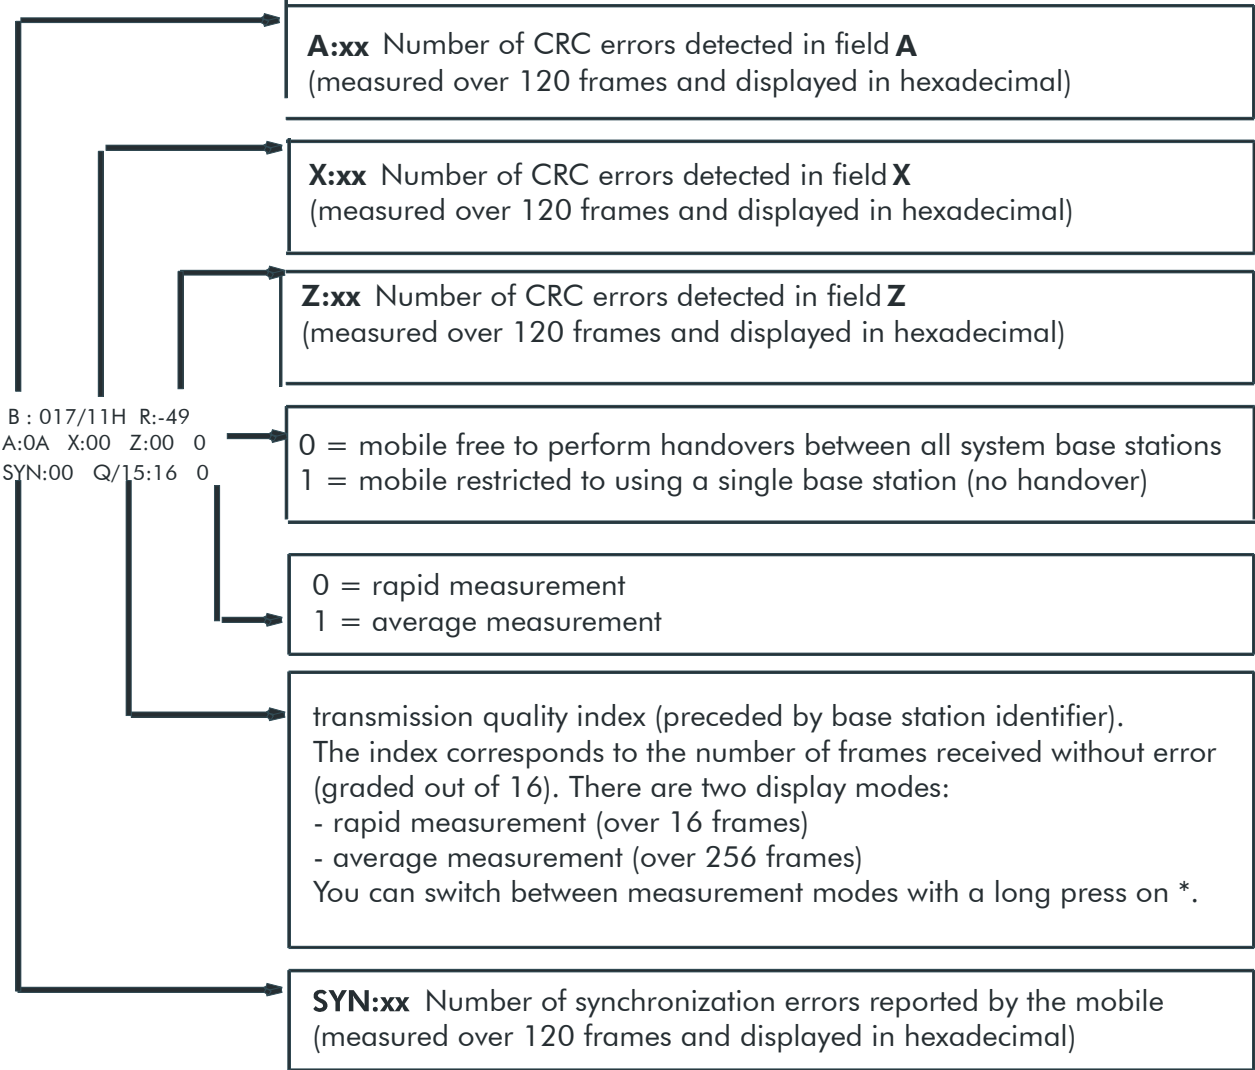 A:xx Number of CRC errors detected in field A
(measured over 120 frames and displayed in hexadecimal)
X:xx Number of CRC errors detected in field X
(measured over 120 frames and displayed in hexadecimal)
Z:xx Number of CRC errors detected in field Z
(measured over 120 frames and displayed in hexadecimal)
B : 017/11H R:-49
A:0A X:00 Z:00 0
SYN:00 Q/15:16 0
0 = mobile free to perform handovers between all system base stations
1 = mobile restricted to using a single base station (no handover)
0 = rapid measurement
1 = average measurement
transmission quality index (preceded by base station identifier).
The index corresponds to the number of frames received without error
(graded out of 16). There are two display modes:
- rapid measurement (over 16 frames)
- average measurement (over 256 frames)
You can switch between measurement modes with a long press on *.
SYN:xx Number of synchronization errors reported by the mobile
(measured over 120 frames and displayed in hexadecimal)